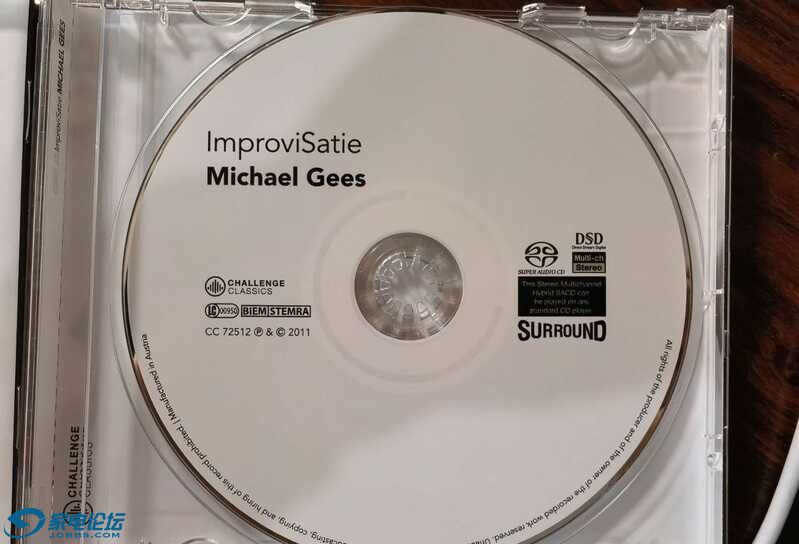 ImproviSatie
Michael Gees
ImproviSatie MICHAEL GEES
CHALLENGE
CLASSICS
LC 00950 BIEM STEMRA
CC 72512 Ⓟ & © 2011
DSD
Direct Stream Digital
SUPER AUDIO CD
Multi-ch
Stereo
This Stereo Multichannel
Hybrid SACD can
be played on any
standard CD player
SURROUND
All rights of the producer and of the owner of the recorded work reserved.
copying, and hiring of this record prohibited. | Manufactured in Austria
CHALLENGE
CLASSICS
家电论坛
JDBBS.COM